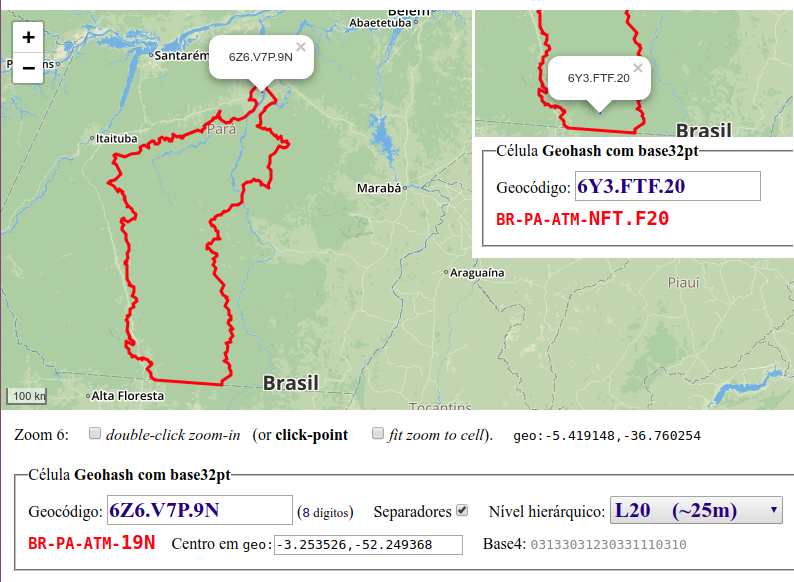 Belém
Abaetetuba
+
−
Santarém
6Z6.V7P.9N ×
6Y3.FTF.20 ×
Pará
Itaituba
Brasil
Célula Geohash com base32pt
Geocódigo: 6Y3.FTF.20
BR-PA-ATM-NFT.F20
Marabá
Araguaína
Piauí
Brasil
100 km
Alta Floresta
Tocantins
Zoom 6: double-click zoom-in (or click-point fit zoom to cell). geo:-5.419148,-36.760254
Célula Geohash com base32pt
Geocódigo: 6Z6.V7P.9N (8 dígitos) Separadores Nível hierárquico: L20 (~25m)
BR-PA-ATM-19N Centro em geo:-3.253526,-52.249368 Base4: 03133031230331110310